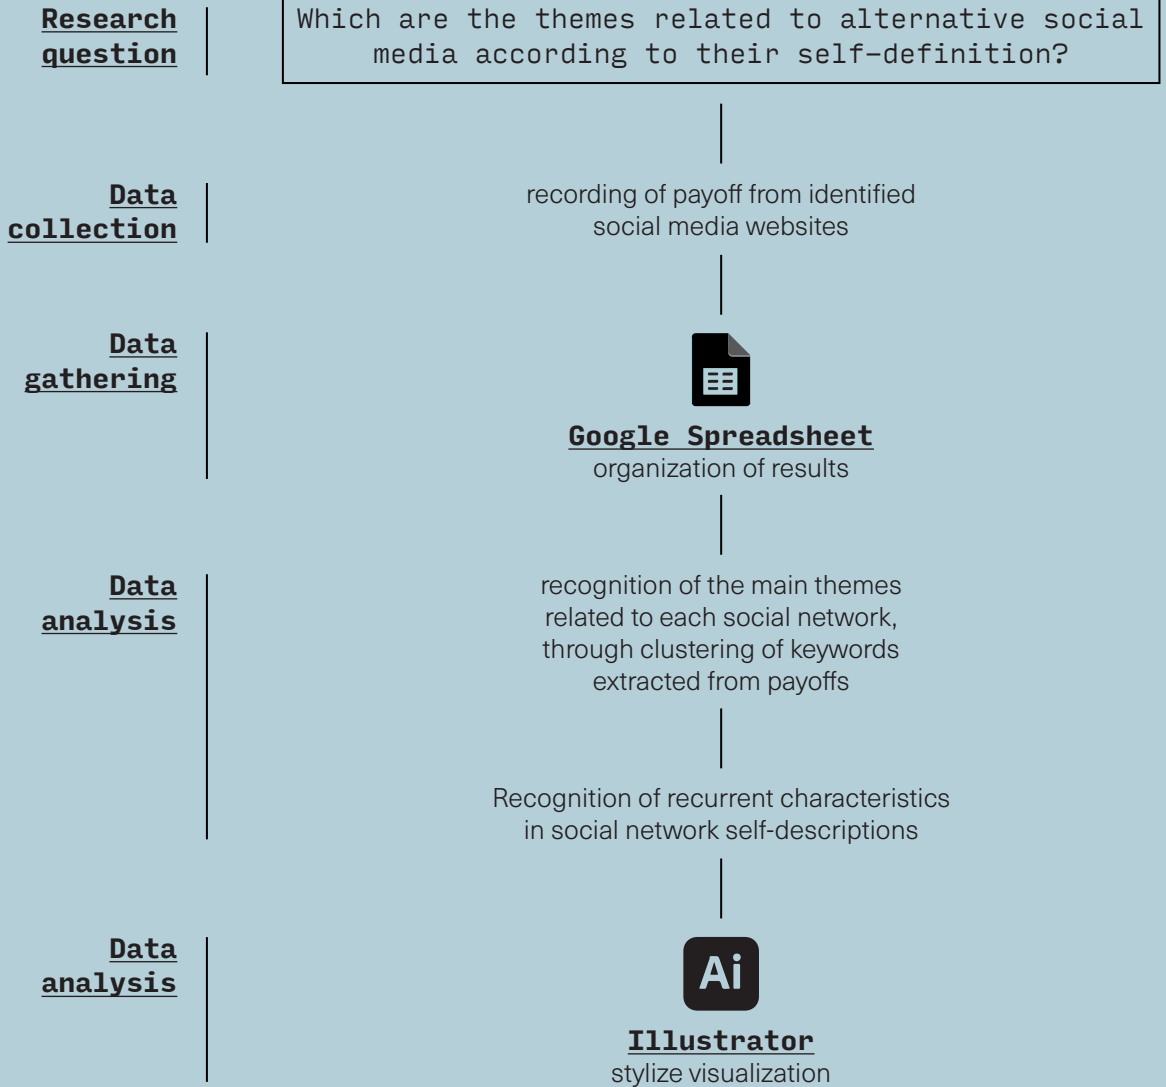 Research
question
Which are the themes related to alternative social
media according to their self-definition?
Data
collection
recording of payoff from identified
social media websites
Data
gathering
Google Spreadsheet
organization of results
Data
analysis
recognition of the main themes
related to each social network,
through clustering of keywords
extracted from payoffs
Recognition of recurrent characteristics
in social network self-descriptions
Data
analysis
Ai
Illustrator
stylize visualization